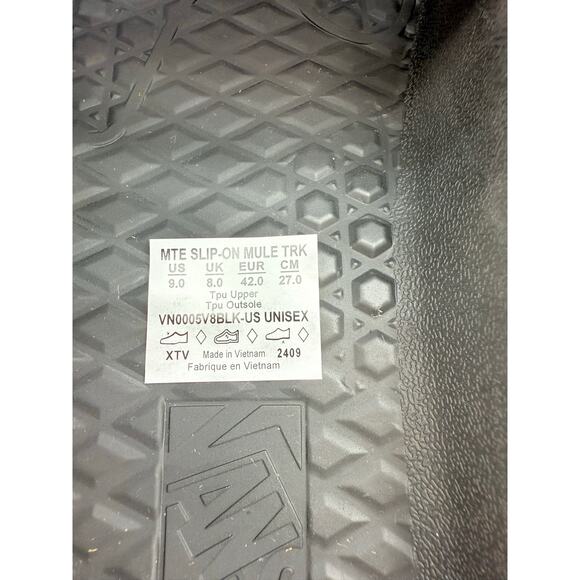 MTE SLIP-ON MULE TRK
US UK EUR CM
9.0 8.0 42.0 27.0
Tpu Upper
Tpu Outsole
VN0005V8BLK-US UNISEX
XTV Made in Vietnam 2409
Fabrique en Vietnam
VANS